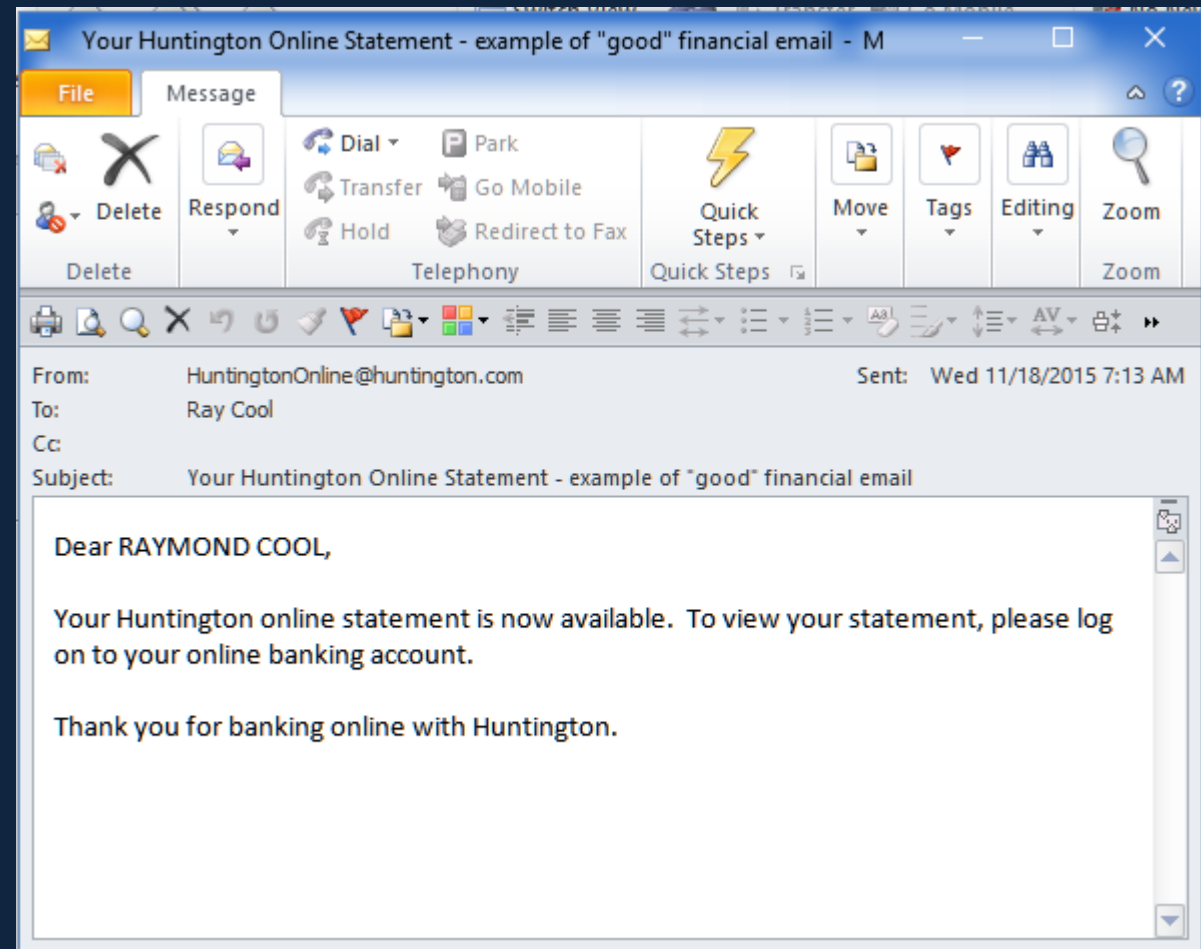 Your Huntington Online Statement - example of "good" financial email - M
File Message
Dial Park
Transfer Go Mobile
Delete Respond Hold Redirect to Fax Quick Steps Move Tags Editing Zoom
Delete Telephony Quick Steps Zoom
From: HuntingtonOnline@huntington.com Sent: Wed 11/18/2015 7:13 AM
To: Ray Cool
Cc:
Subject: Your Huntington Online Statement - example of "good" financial email
Dear RAYMOND COOL,
Your Huntington online statement is now available. To view your statement, please log
on to your online banking account.
Thank you for banking online with Huntington.